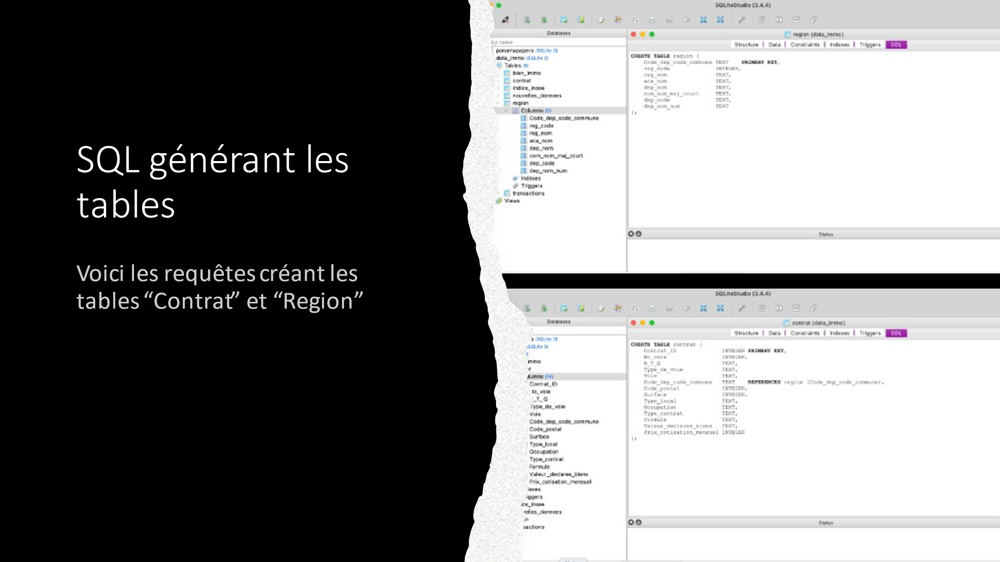 SQL générant les
tables
Voici les requêtes créant les
tables “Contrat” et “Region”
SQLiteStudio (3.4.4)
Databases
by name
panamapapers (SQLite 3)
data_immo (SQLite 3)
Tables (6)
bien_immo
contrat
indice_insee
nouvelles_donnees
region
Columns (8)
Code_dep_code_commune
reg_code
reg_nom
aca_nom
dep_nom
com_nom_maj_court
dep_code
dep_nom_num
Indexes
Triggers
transactions
Views
region (data_immo)
Structure | Data | Constraints | Indexes | Triggers DDL
CREATE TABLE region (
Code_dep_code_commune TEXT PRIMARY KEY,
reg_code INTEGER,
reg_nom TEXT,
aca_nom TEXT,
dep_nom TEXT,
com_nom_maj_court TEXT,
dep_code TEXT,
dep_nom_num TEXT
);
Status
SQLiteStudio (3.4.4)
Databases
s (SQLite 3)
(SQLite 3)
mmo
lumns (14)
Contrat_ID
No_voie
_T_Q
Type_de_voie
Voie
Code_dep_code_commune
Code_postal
Surface
Type_local
Occupation
Type_contrat
Formule
Valeur_declaree_biens
Prix_cotisation_mensuel
dexes
iggers
ce_insee
velles_donnees
n
sactions
contrat (data_immo)
Structure | Data | Constraints | Indexes | Triggers DDL
CREATE TABLE contrat (
Contrat_ID INTEGER PRIMARY KEY,
No_voie INTEGER,
B_T_Q TEXT,
Type_de_voie TEXT,
Voie TEXT,
Code_dep_code_commune TEXT REFERENCES region (Code_dep_code_commune),
Code_postal INTEGER,
Surface INTEGER,
Type_local TEXT,
Occupation TEXT,
Type_contrat TEXT,
Formule TEXT,
Valeur_declaree_biens TEXT,
Prix_cotisation_mensuel INTEGER
);
Status